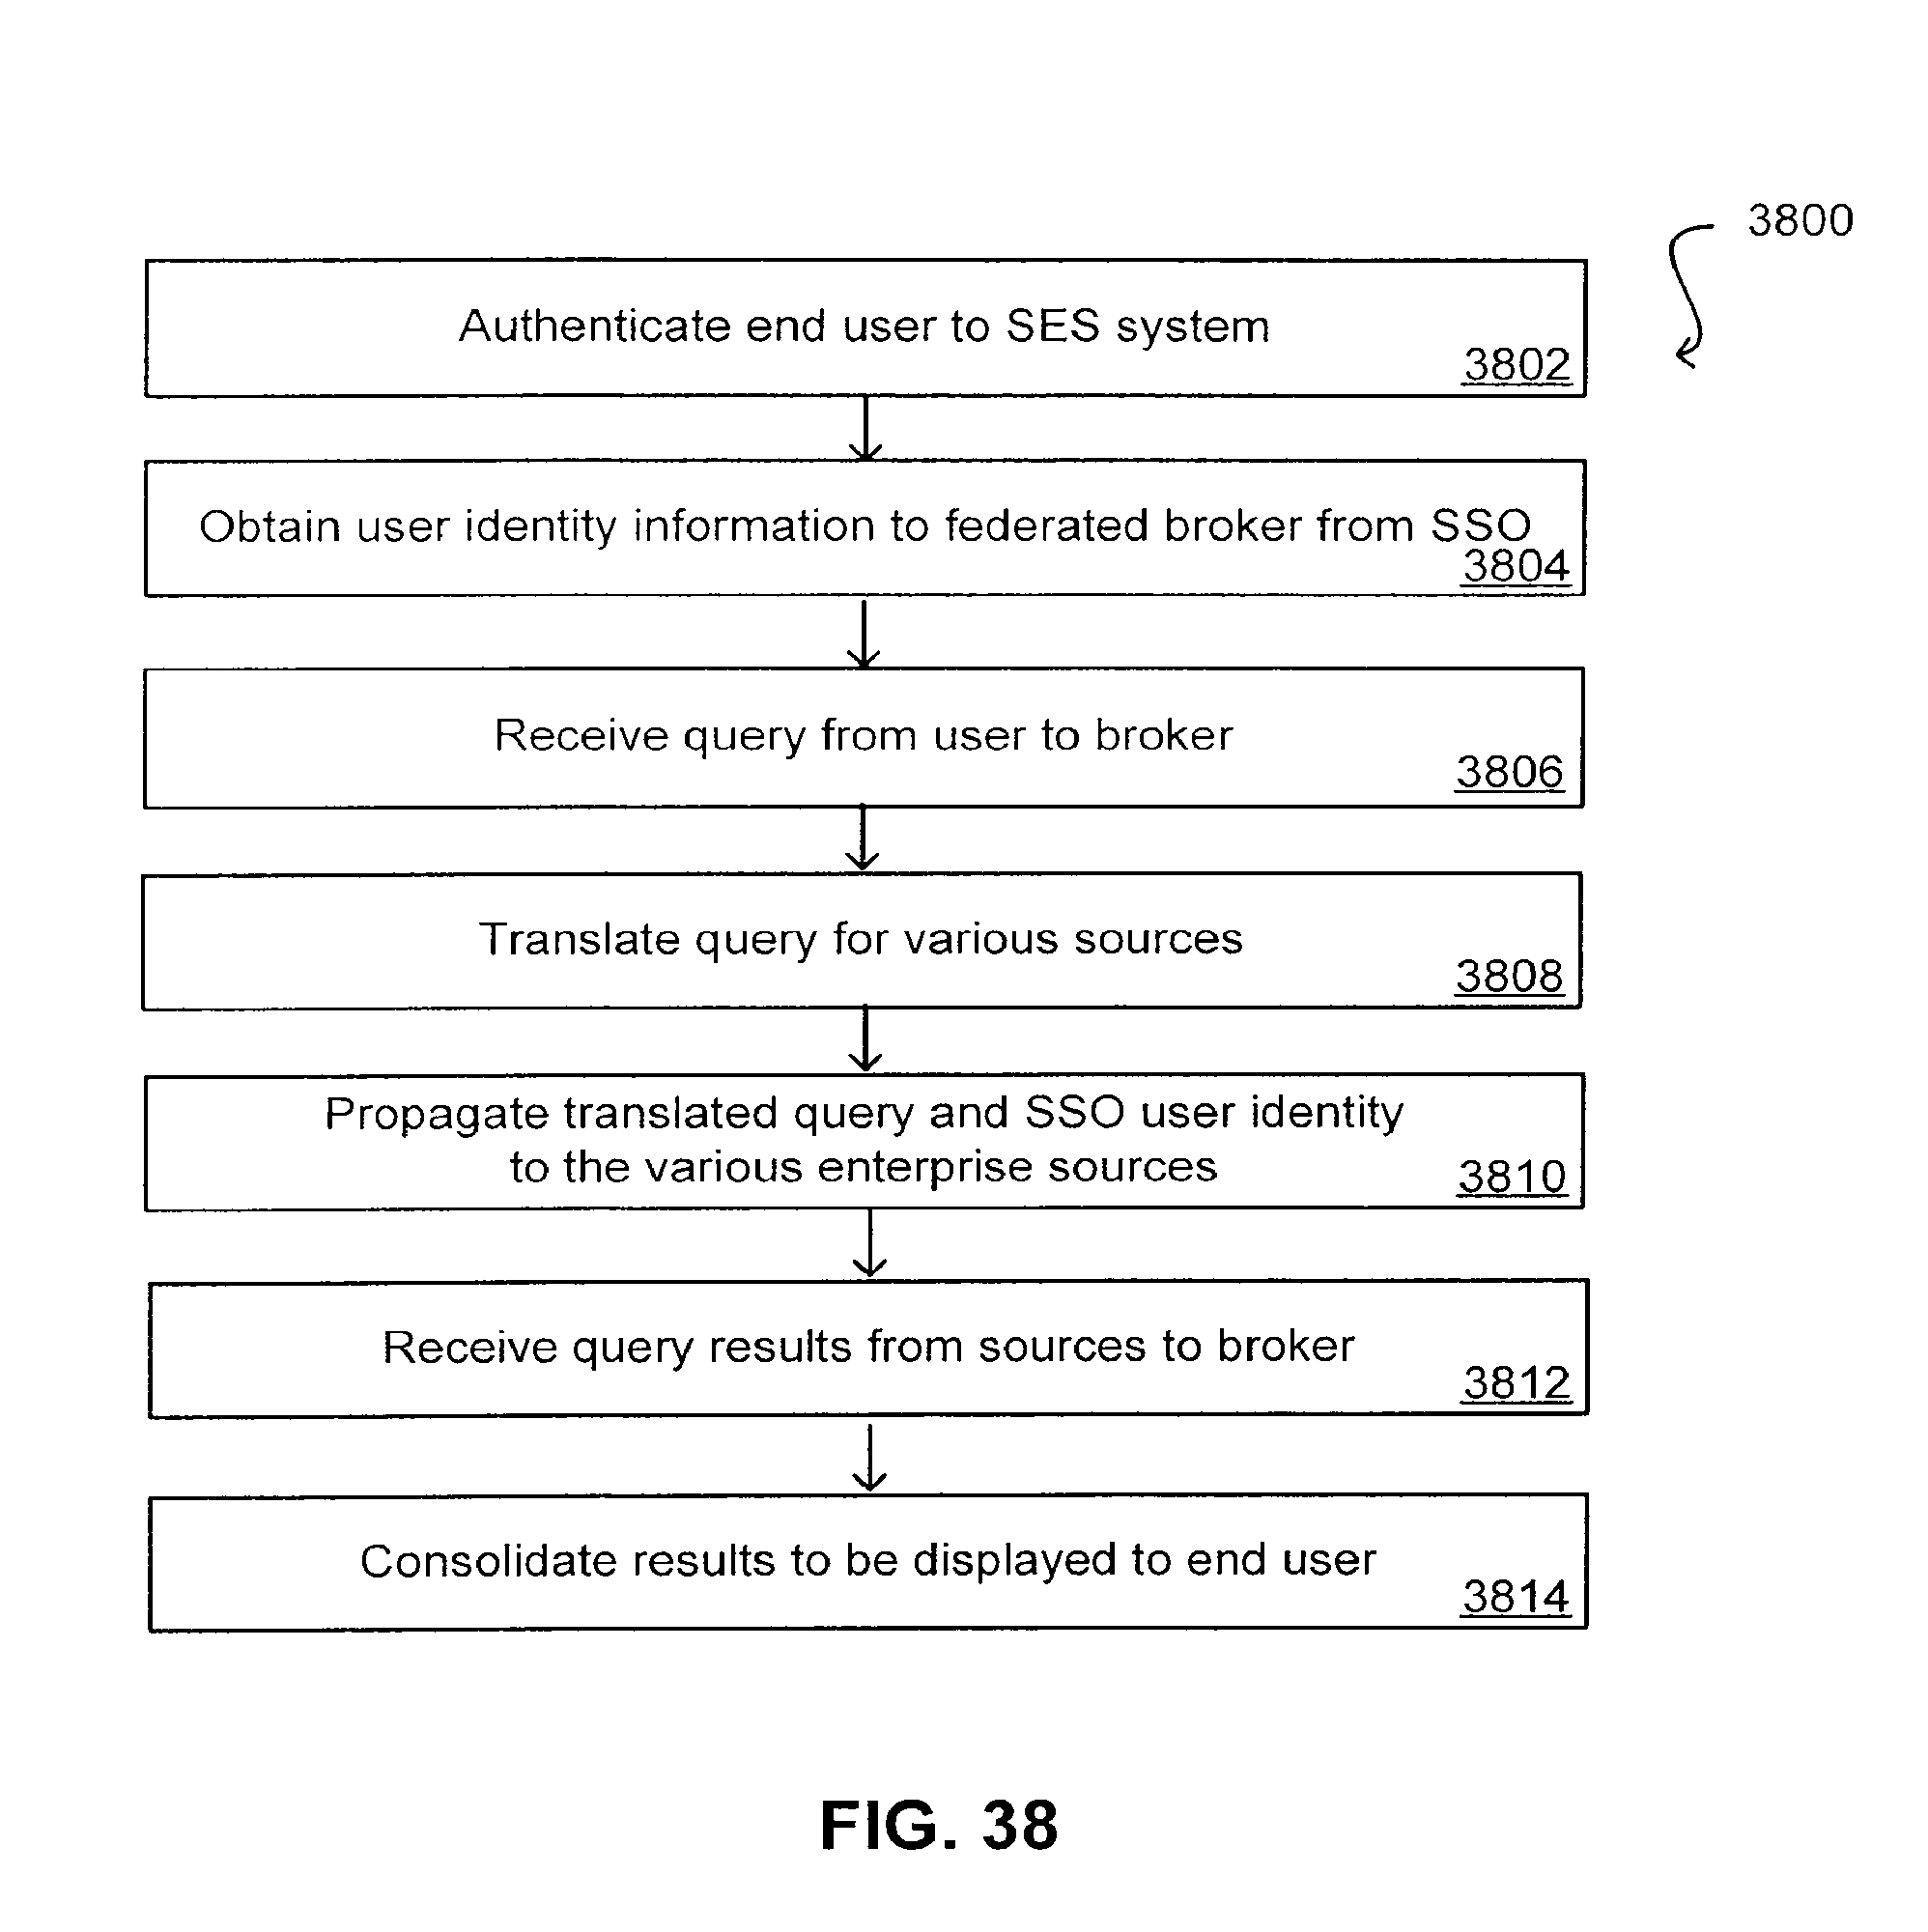 3800
Authenticate end user to SES system
3802
Obtain user identity information to federated broker from SSO
3804
Receive query from user to broker
3806
Translate query for various sources
3808
Propagate translated query and SSO user identity
to the various enterprise sources
3810
Receive query results from sources to broker
3812
Consolidate results to be displayed to end user
3814
FIG. 38